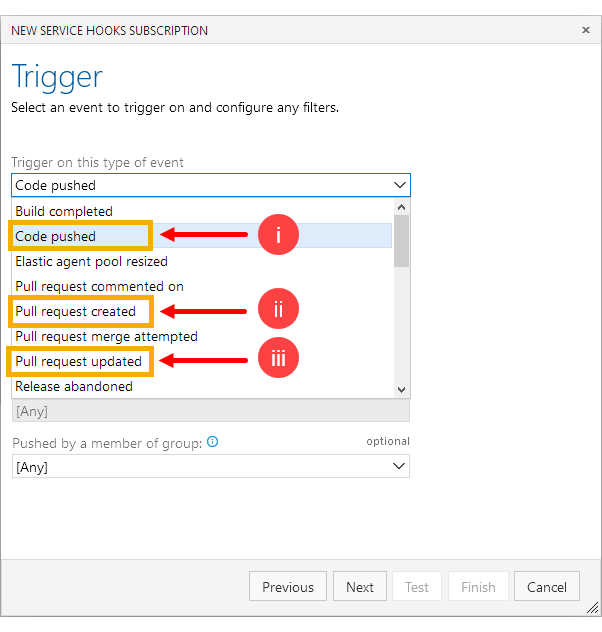 NEW SERVICE HOOKS SUBSCRIPTION
Trigger
Select an event to trigger on and configure any filters.
Trigger on this type of event
Code pushed
Build completed
Code pushed
i
Elastic agent pool resized
Pull request commented on
Pull request created
ii
Pull request merge attempted
Pull request updated
iii
Release abandoned
[Any]
Pushed by a member of group: optional
[Any]
Previous Next Test Finish Cancel